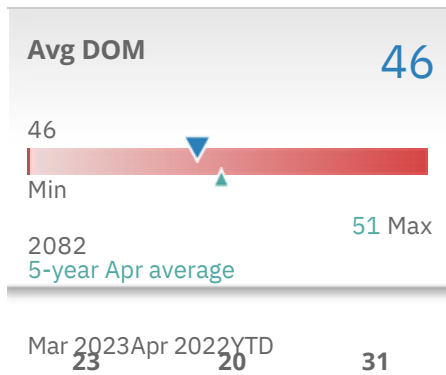 Avg DOM 46
46
Min
51 Max
2082
5-year Apr average
Mar 2023Apr 2022YTD
23 20 31